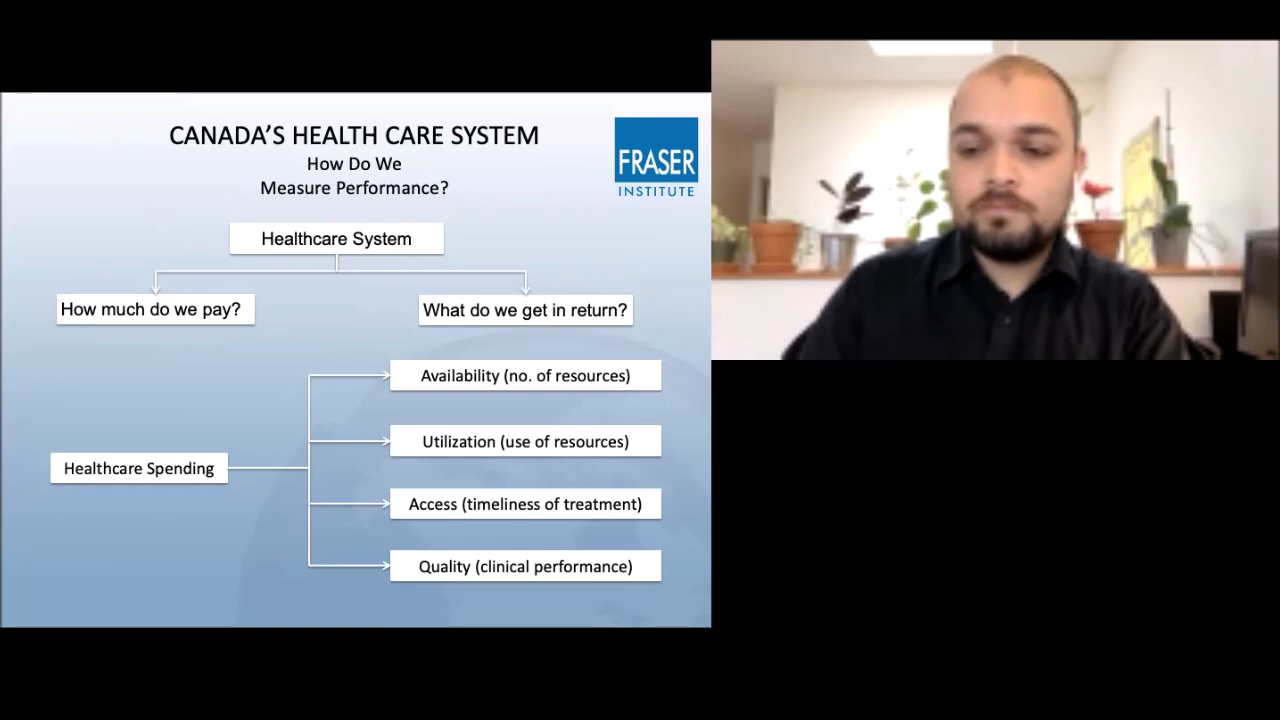 CANADA'S HEALTH CARE SYSTEM
How Do We
Measure Performance?
FRASER
INSTITUTE
Healthcare System
How much do we pay?
What do we get in return?
Availability (no. of resources)
Utilization (use of resources)
Healthcare Spending
Access (timeliness of treatment)
Quality (clinical performance)